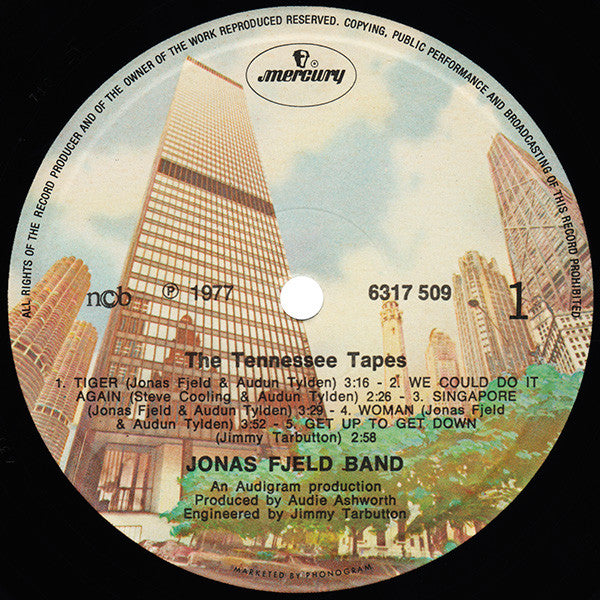 ALL RIGHTS OF THE RECORD PRODUCER AND OF THE OWNER OF THE WORK REPRODUCED RESERVED. COPYING, PUBLIC PERFORMANCE AND BROADCASTING OF THIS RECORD PROHIBITED
mercury
ncb ℗ 1977 6317 509 1
The Tennessee Tapes
1. TIGER (Jonas Fjeld & Audun Tylden) 3:16 - 2. WE COULD DO IT
AGAIN (Steve Cooling & Audun Tylden) 2:26 - 3. SINGAPORE
(Jonas Fjeld & Audun Tylden) 3:29 - 4. WOMAN (Jonas Fjeld
& Audun Tylden) 3:52 - 5. GET UP TO GET DOWN
(Jimmy Tarbutton) 2:58
JONAS FJELD BAND
An Audigram production
Produced by Audie Ashworth
Engineered by Jimmy Tarbutton
MARKETED BY PHONOGRAM